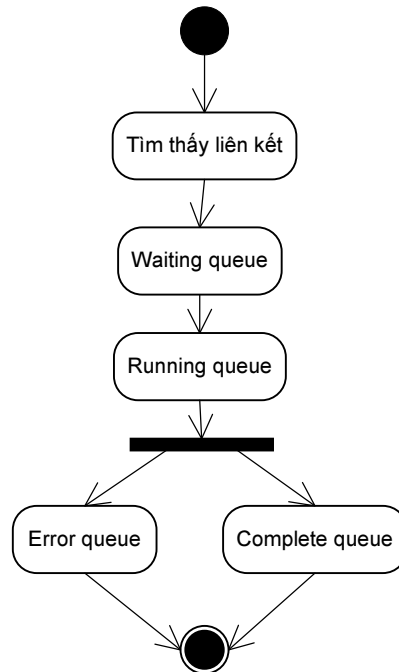 Tìm thấy liên kết
Waiting queue
Running queue
Error queue
Complete queue